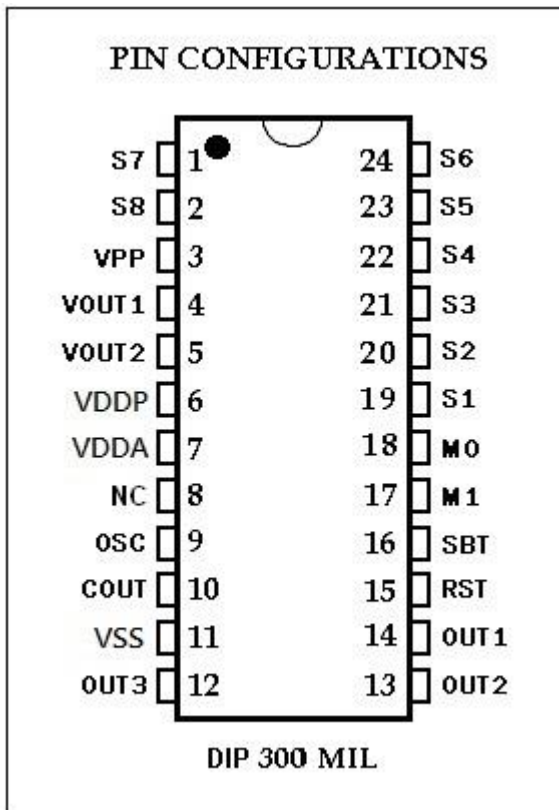 PIN CONFIGURATIONS
S7 1 24 S6
S8 2 23 S5
VPP 3 22 S4
VOUT1 4 21 S3
VOUT2 5 20 S2
VDDP 6 19 S1
VDDA 7 18 M0
NC 8 17 M1
OSC 9 16 SBT
COUT 10 15 RST
VSS 11 14 OUT1
OUT3 12 13 OUT2
DIP 300 MIL